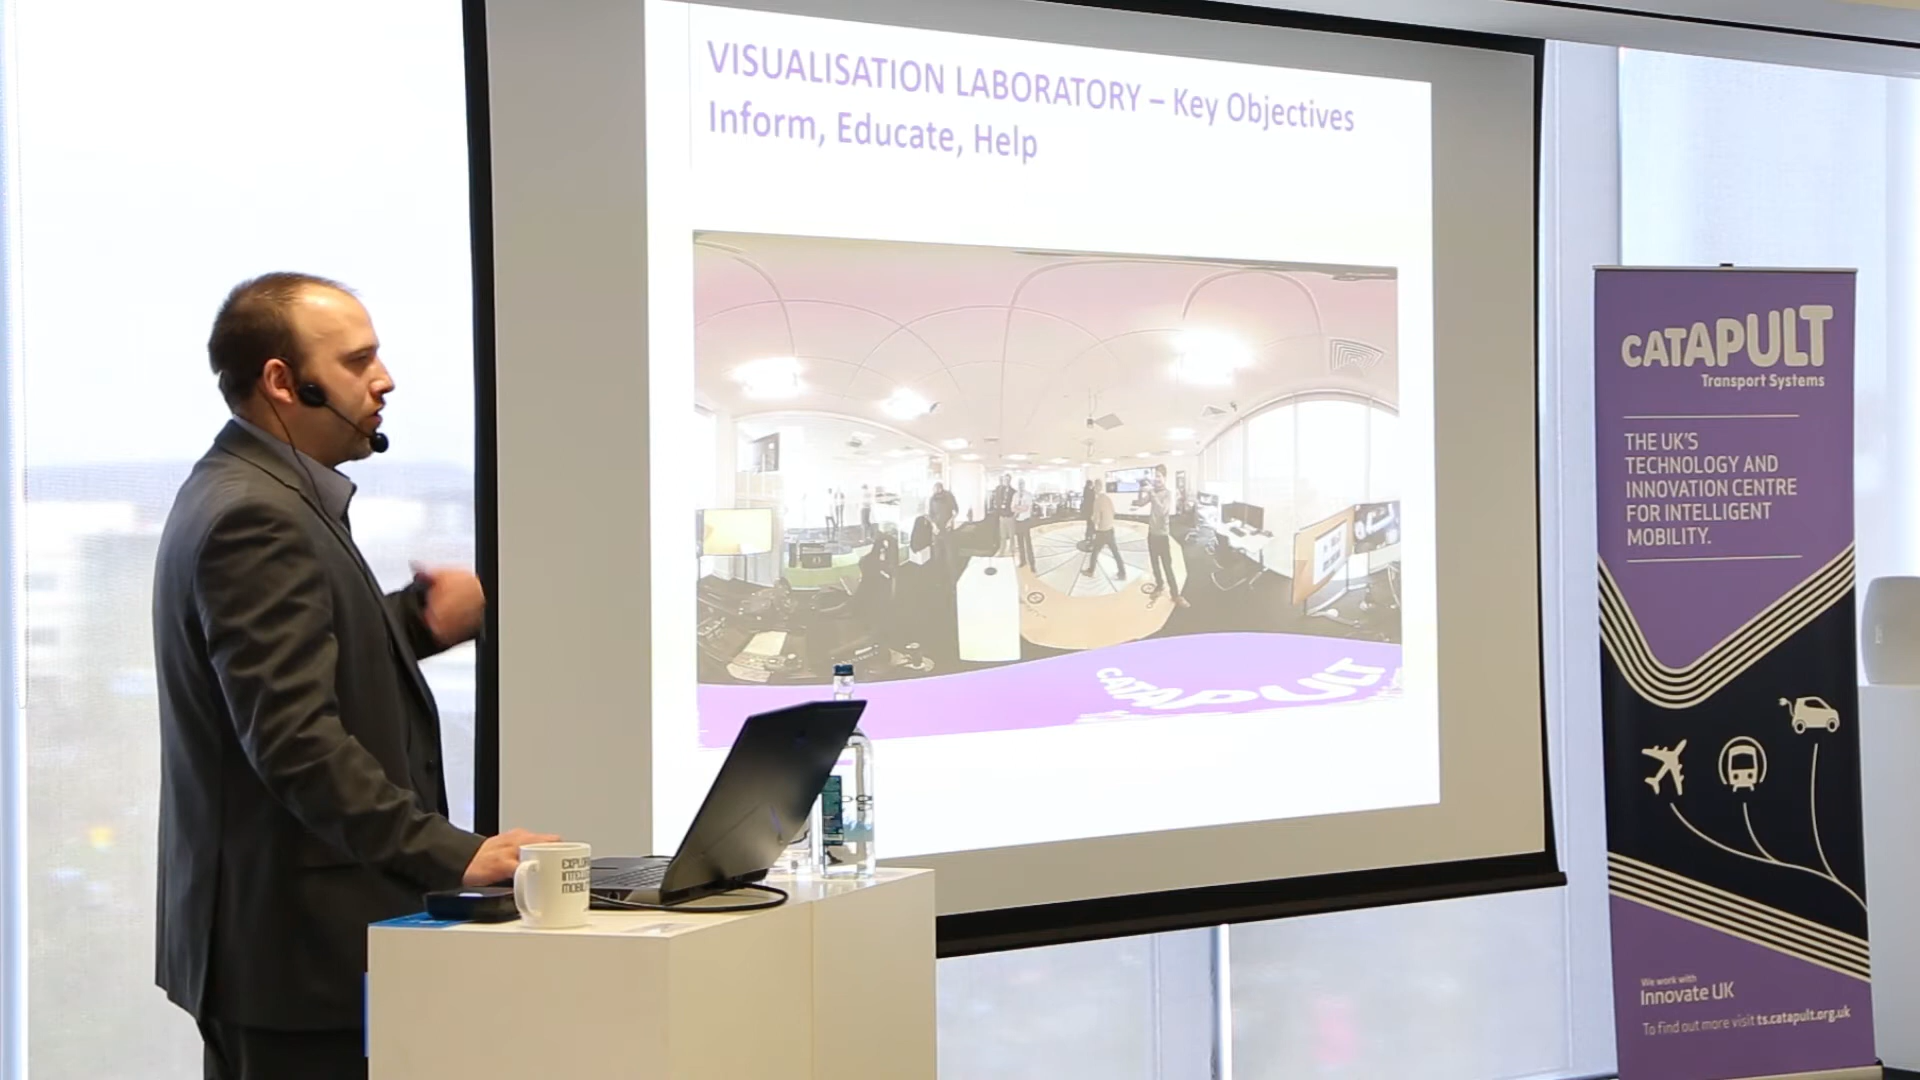 VISUALISATION LABORATORY – Key Objectives
Inform, Educate, Help
CATAPULT
CATAPULT
Transport Systems
THE UK'S
TECHNOLOGY AND
INNOVATION CENTRE
FOR INTELLIGENT
MOBILITY.
We work with
Innovate UK
To find out more visit ts.catapult.org.uk